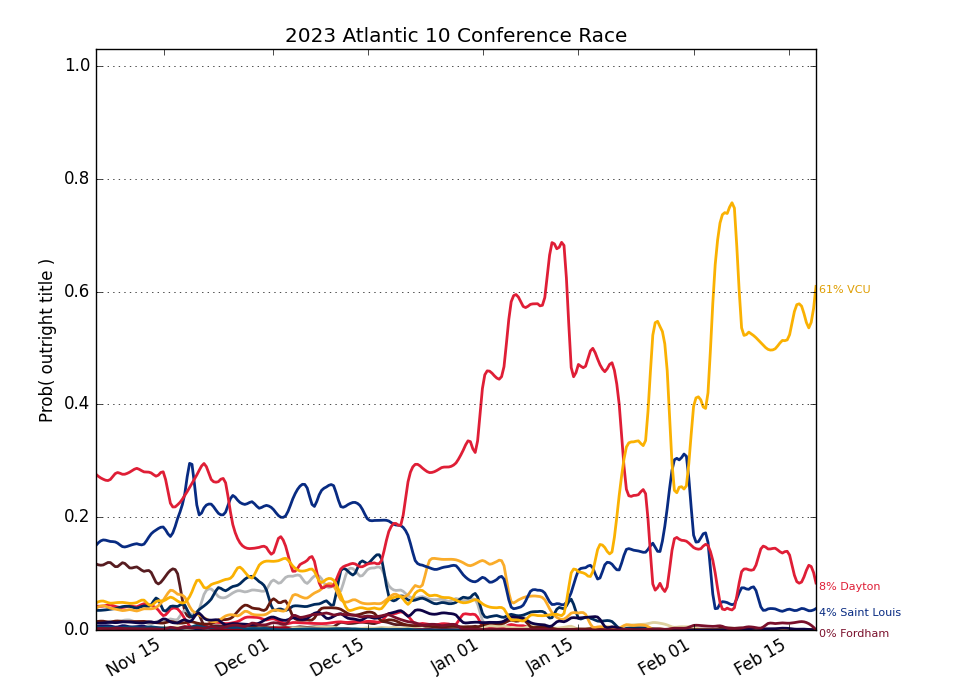 2023 Atlantic 10 Conference Race
Prob( outright title )
1.0
0.8
0.6
0.4
0.2
0.0
Nov 15
Dec 01
Dec 15
Jan 01
Jan 15
Feb 01
Feb 15
61% VCU
8% Dayton
4% Saint Louis
0% Fordham